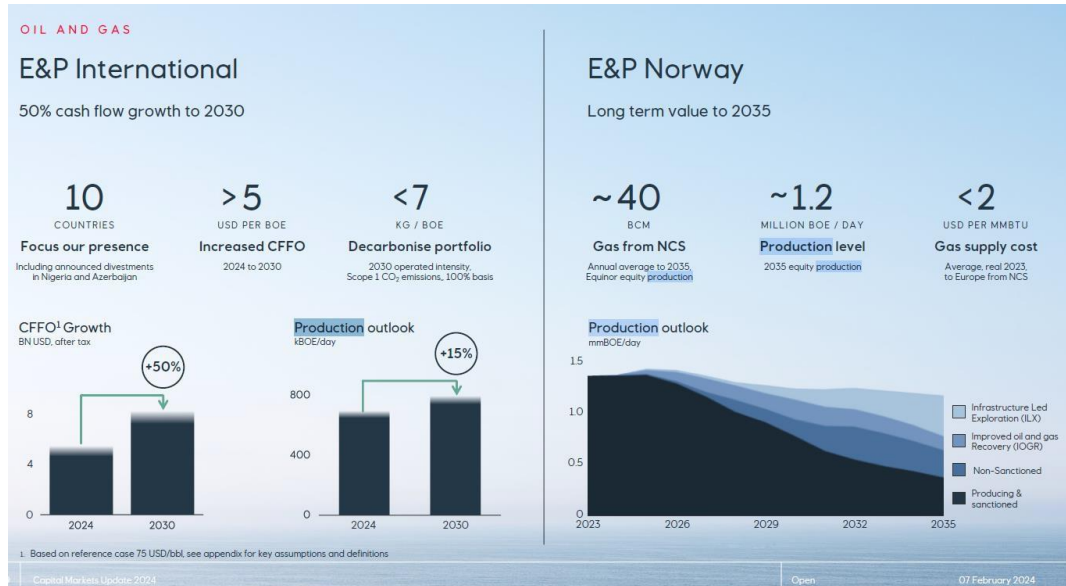 OIL AND GAS
E&P International
50% cash flow growth to 2030
10
COUNTRIES
Focus our presence
Including announced divestments
in Nigeria and Azerbaijan
>5
USD PER BOE
Increased CFFO
2024 to 2030
<7
KG / BOE
Decarbonise portfolio
2030 operated intensity,
Scope 1 CO₂ emissions, 100% basis
CFFO¹ Growth
BN USD, after tax
+50%
8
4
0
2024
2030
Production outlook
kBOE/day
+15%
800
400
0
2024
2030
1. Based on reference case 75 USD/bbl, see appendix for key assumptions and definitions
E&P Norway
Long term value to 2035
~40
BCM
Gas from NCS
Annual average to 2035,
Equinor equity production
~1.2
MILLION BOE / DAY
Production level
2035 equity production
<2
USD PER MMBTU
Gas supply cost
Average, real 2023,
to Europe from NCS
Production outlook
mmBOE/day
1.5
1.0
0.5
0
2023
2026
2029
2032
2035
Infrastructure Led
Exploration (ILX)
Improved oil and gas
Recovery (IOGR)
Non-Sanctioned
Producing &
sanctioned
Capital Markets Update 2024
Open
07 February 2024